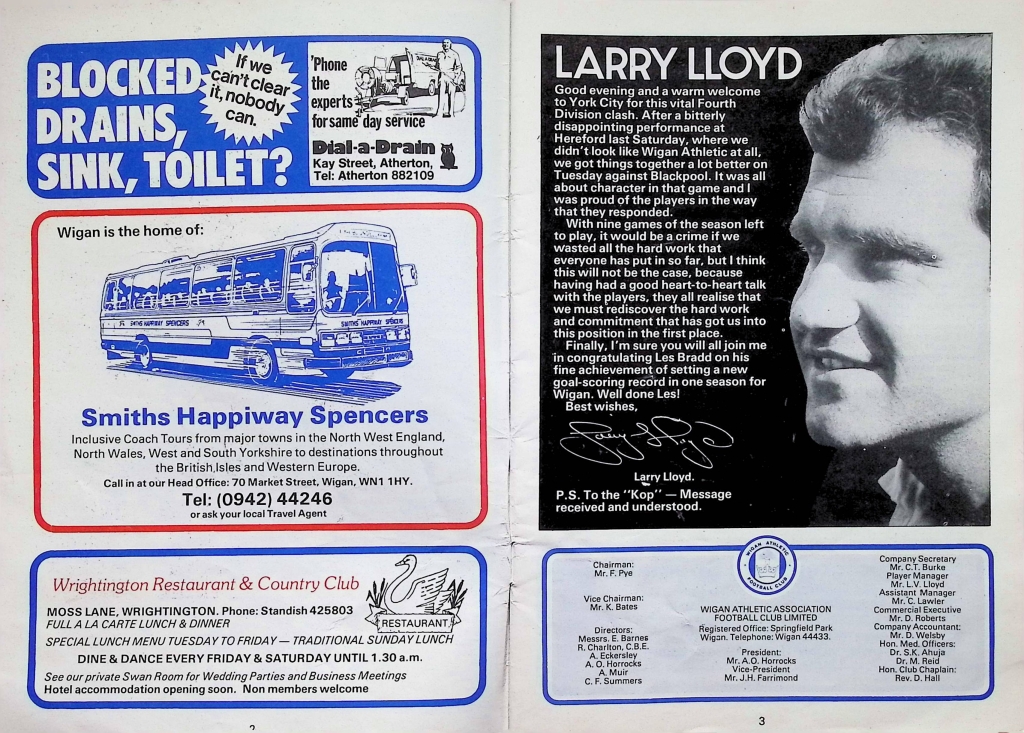 BLOCKED
DRAINS,
SINK, TOILET?
If we
can't clear
it, nobody
can.
'Phone
the
experts
for same day service
Dial-a-Drain
Kay Street, Atherton,
Tel: Atherton 882109
Wigan is the home of:
SMITHS HAPPIWAY SPENCERS
SMITHS HAPPIWAY SPENCERS
Smiths Happiway Spencers
Inclusive Coach Tours from major towns in the North West England,
North Wales, West and South Yorkshire to destinations throughout
the British Isles and Western Europe.
Call in at our Head Office: 70 Market Street, Wigan, WN1 1HY.
Tel: (0942) 44246
or ask your local Travel Agent
Wrightington Restaurant & Country Club
MOSS LANE, WRIGHTINGTON. Phone: Standish 425803
FULL A LA CARTE LUNCH & DINNER
RESTAURANT
SPECIAL LUNCH MENU TUESDAY TO FRIDAY — TRADITIONAL SUNDAY LUNCH
DINE & DANCE EVERY FRIDAY & SATURDAY UNTIL 1.30 a.m.
See our private Swan Room for Wedding Parties and Business Meetings
Hotel accommodation opening soon. Non members welcome
2
LARRY LLOYD
Good evening and a warm welcome
to York City for this vital Fourth
Division clash. After a bitterly
disappointing performance at
Hereford last Saturday, where we
didn't look like Wigan Athletic at all,
we got things together a lot better on
Tuesday against Blackpool. It was all
about character in that game and I
was proud of the players in the way
that they responded.
With nine games of the season left
to play, it would be a crime if we
wasted all the hard work that
everyone has put in so far, but I think
this will not be the case, because
having had a good heart-to-heart talk
with the players, they all realise that
we must rediscover the hard work
and commitment that has got us into
this position in the first place.
Finally, I'm sure you will all join me
in congratulating Les Bradd on his
fine achievement of setting a new
goal-scoring record in one season for
Wigan. Well done Les!
Best wishes,
Larry Lloyd
Larry Lloyd.
P.S. To the "Kop" — Message
received and understood.
Chairman:
Mr. F. Pye
Vice Chairman:
Mr. K. Bates
Directors:
Messrs. E. Barnes
R. Charlton, C.B.E.
A. Eckersley
A. O. Horrocks
A. Muir
C. F. Summers
WIGAN ATHLETIC
FOOTBALL CLUB
WIGAN ATHLETIC ASSOCIATION
FOOTBALL CLUB LIMITED
Registered Office: Springfield Park
Wigan. Telephone: Wigan 44433.
President:
Mr. A.O. Horrocks
Vice-President
Mr. J.H. Farrimond
Company Secretary
Mr. C.T. Burke
Player Manager
Mr. L.V. Lloyd
Assistant Manager
Mr. C. Lawler
Commercial Executive
Mr. D. Roberts
Company Accountant:
Mr. D. Welsby
Hon. Med. Officers:
Dr. S.K. Ahuja
Dr. M. Reid
Hon. Club Chaplain:
Rev. D. Hall
3